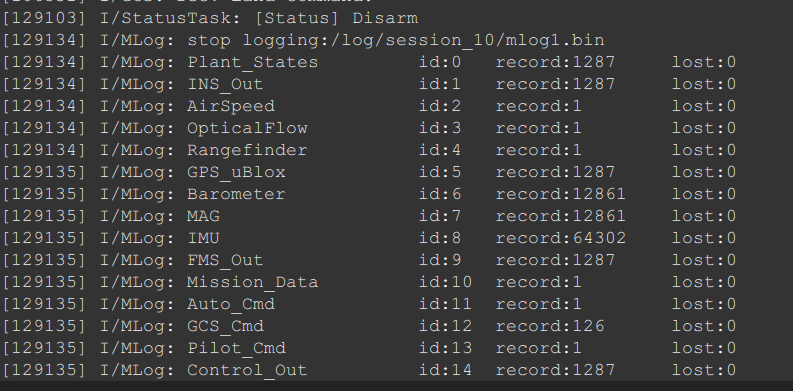 [129103] I/StatusTask: [Status] Disarm
[129134] I/MLog: stop logging:/log/session_10/mlog1.bin
[129134] I/MLog: Plant_States id:0 record:1287 lost:0
[129134] I/MLog: INS_Out id:1 record:1287 lost:0
[129134] I/MLog: AirSpeed id:2 record:1 lost:0
[129134] I/MLog: OpticalFlow id:3 record:1 lost:0
[129134] I/MLog: Rangefinder id:4 record:1 lost:0
[129135] I/MLog: GPS_uBlox id:5 record:1287 lost:0
[129135] I/MLog: Barometer id:6 record:12861 lost:0
[129135] I/MLog: MAG id:7 record:12861 lost:0
[129135] I/MLog: IMU id:8 record:64302 lost:0
[129135] I/MLog: FMS_Out id:9 record:1287 lost:0
[129135] I/MLog: Mission_Data id:10 record:1 lost:0
[129135] I/MLog: Auto_Cmd id:11 record:1 lost:0
[129135] I/MLog: GCS_Cmd id:12 record:126 lost:0
[129135] I/MLog: Pilot_Cmd id:13 record:1 lost:0
[129135] I/MLog: Control_Out id:14 record:1287 lost:0